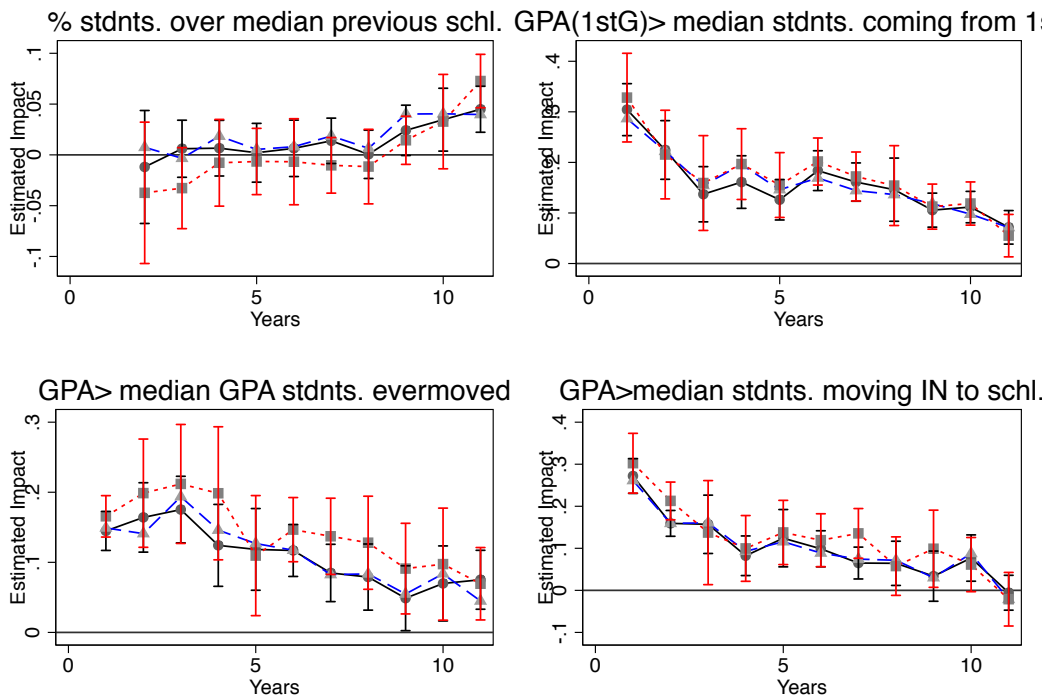 % stdnts. over median previous schl.
Estimated Impact
.1
.05
0
-.05
-.1
0
5
10
Years
GPA(1stG)> median stdnts. coming from 1s
Estimated Impact
.4
.3
.2
.1
0
0
5
10
Years
GPA> median GPA stdnts. evermoved
Estimated Impact
.3
.2
.1
0
0
5
10
Years
GPA>median stdnts. moving IN to schl.
Estimated Impact
.4
.3
.2
.1
0
-.1
0
5
10
Years